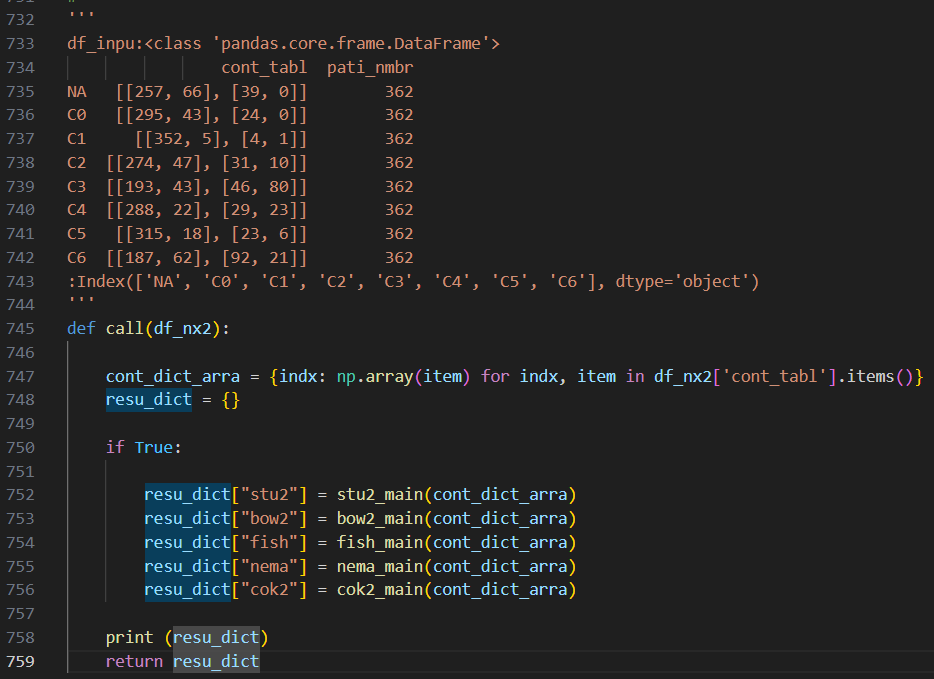 732 '''
733 df_inpu:<class 'pandas.core.frame.DataFrame'>
734                 cont_tabl  pati_nmbr
735 NA   [[257, 66], [39, 0]]        362
736 C0   [[295, 43], [24, 0]]        362
737 C1     [[352, 5], [4, 1]]        362
738 C2  [[274, 47], [31, 10]]        362
739 C3  [[193, 43], [46, 80]]        362
740 C4  [[288, 22], [29, 23]]        362
741 C5   [[315, 18], [23, 6]]        362
742 C6  [[187, 62], [92, 21]]        362
743 :Index(['NA', 'C0', 'C1', 'C2', 'C3', 'C4', 'C5', 'C6'], dtype='object')
744 '''
745 def call(df_nx2):
746
747     cont_dict_arra = {indx: np.array(item) for indx, item in df_nx2['cont_tabl'].items()}
748     resu_dict = {}
749
750     if True:
751
752         resu_dict["stu2"] = stu2_main(cont_dict_arra)
753         resu_dict["bow2"] = bow2_main(cont_dict_arra)
754         resu_dict["fish"] = fish_main(cont_dict_arra)
755         resu_dict["nema"] = nema_main(cont_dict_arra)
756         resu_dict["cok2"] = cok2_main(cont_dict_arra)
757
758     print (resu_dict)
759     return resu_dict